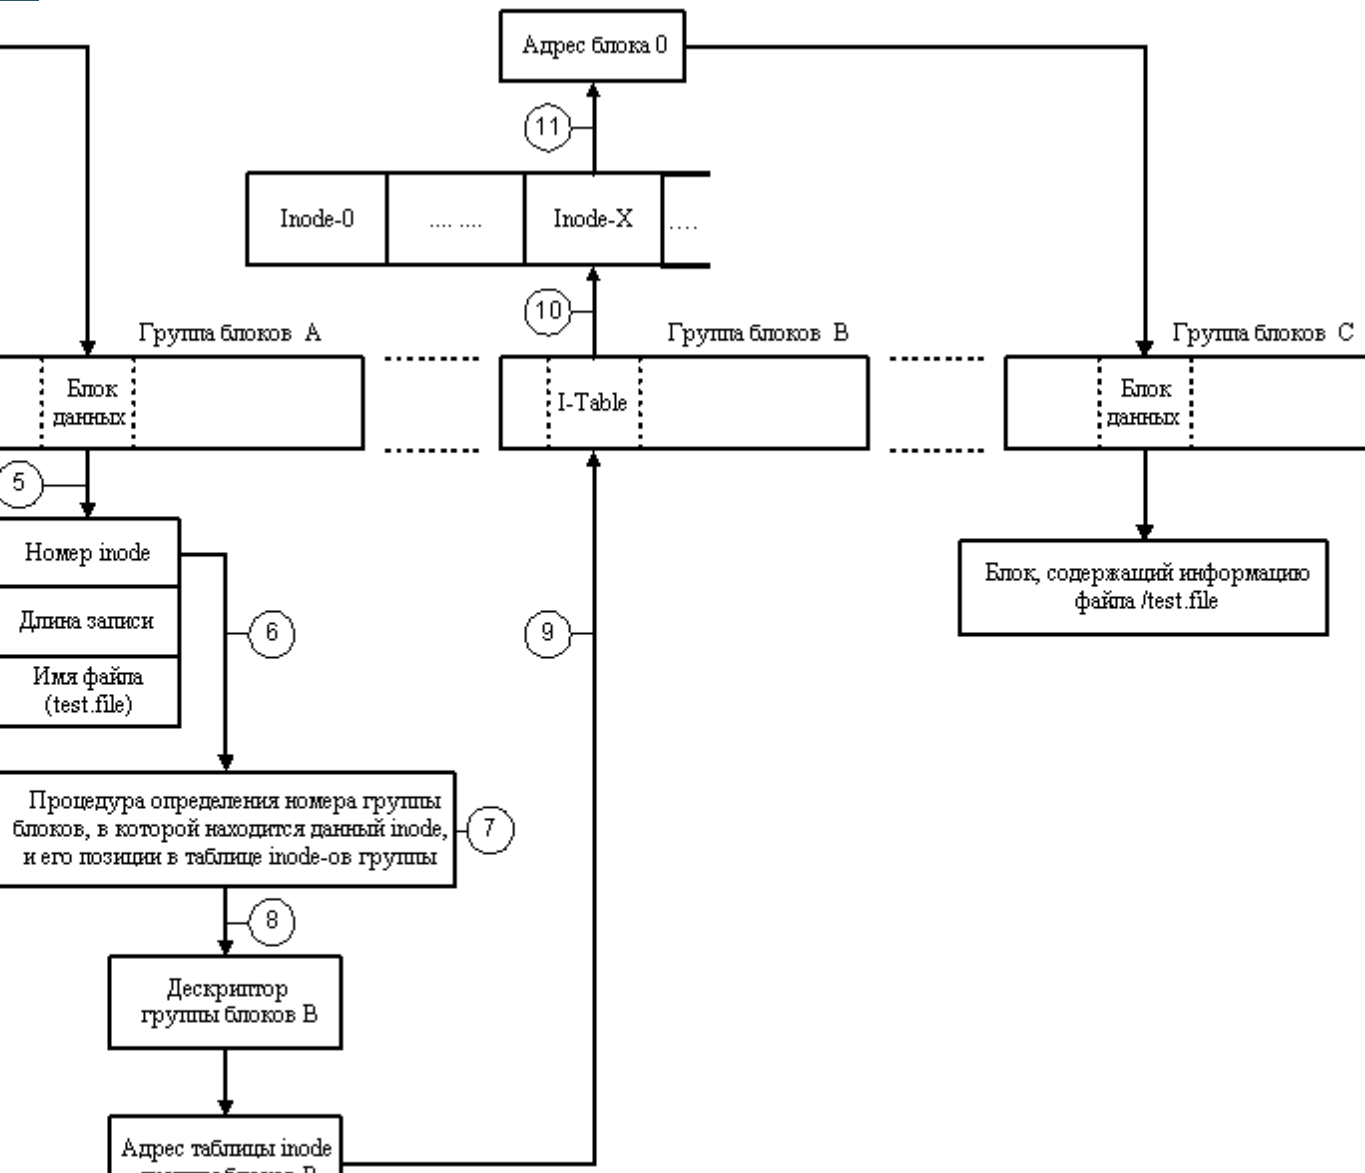 Адрес блока 0
11
Inode-0
.... ....
Inode-X
....
10
Группа блоков A
Группа блоков B
Группа блоков C
Блок
данных
I-Table
Блок
данных
5
Номер inode
Длина записи
Имя файла
(test.file)
6
9
Блок, содержащий информацию
файла /test.file
Процедура определения номера группы
блоков, в которой находится данный inode,
и его позиции в таблице inode-ов группы
7
8
Дескриптор
группы блоков B
Адрес таблицы inode
группы блоков B